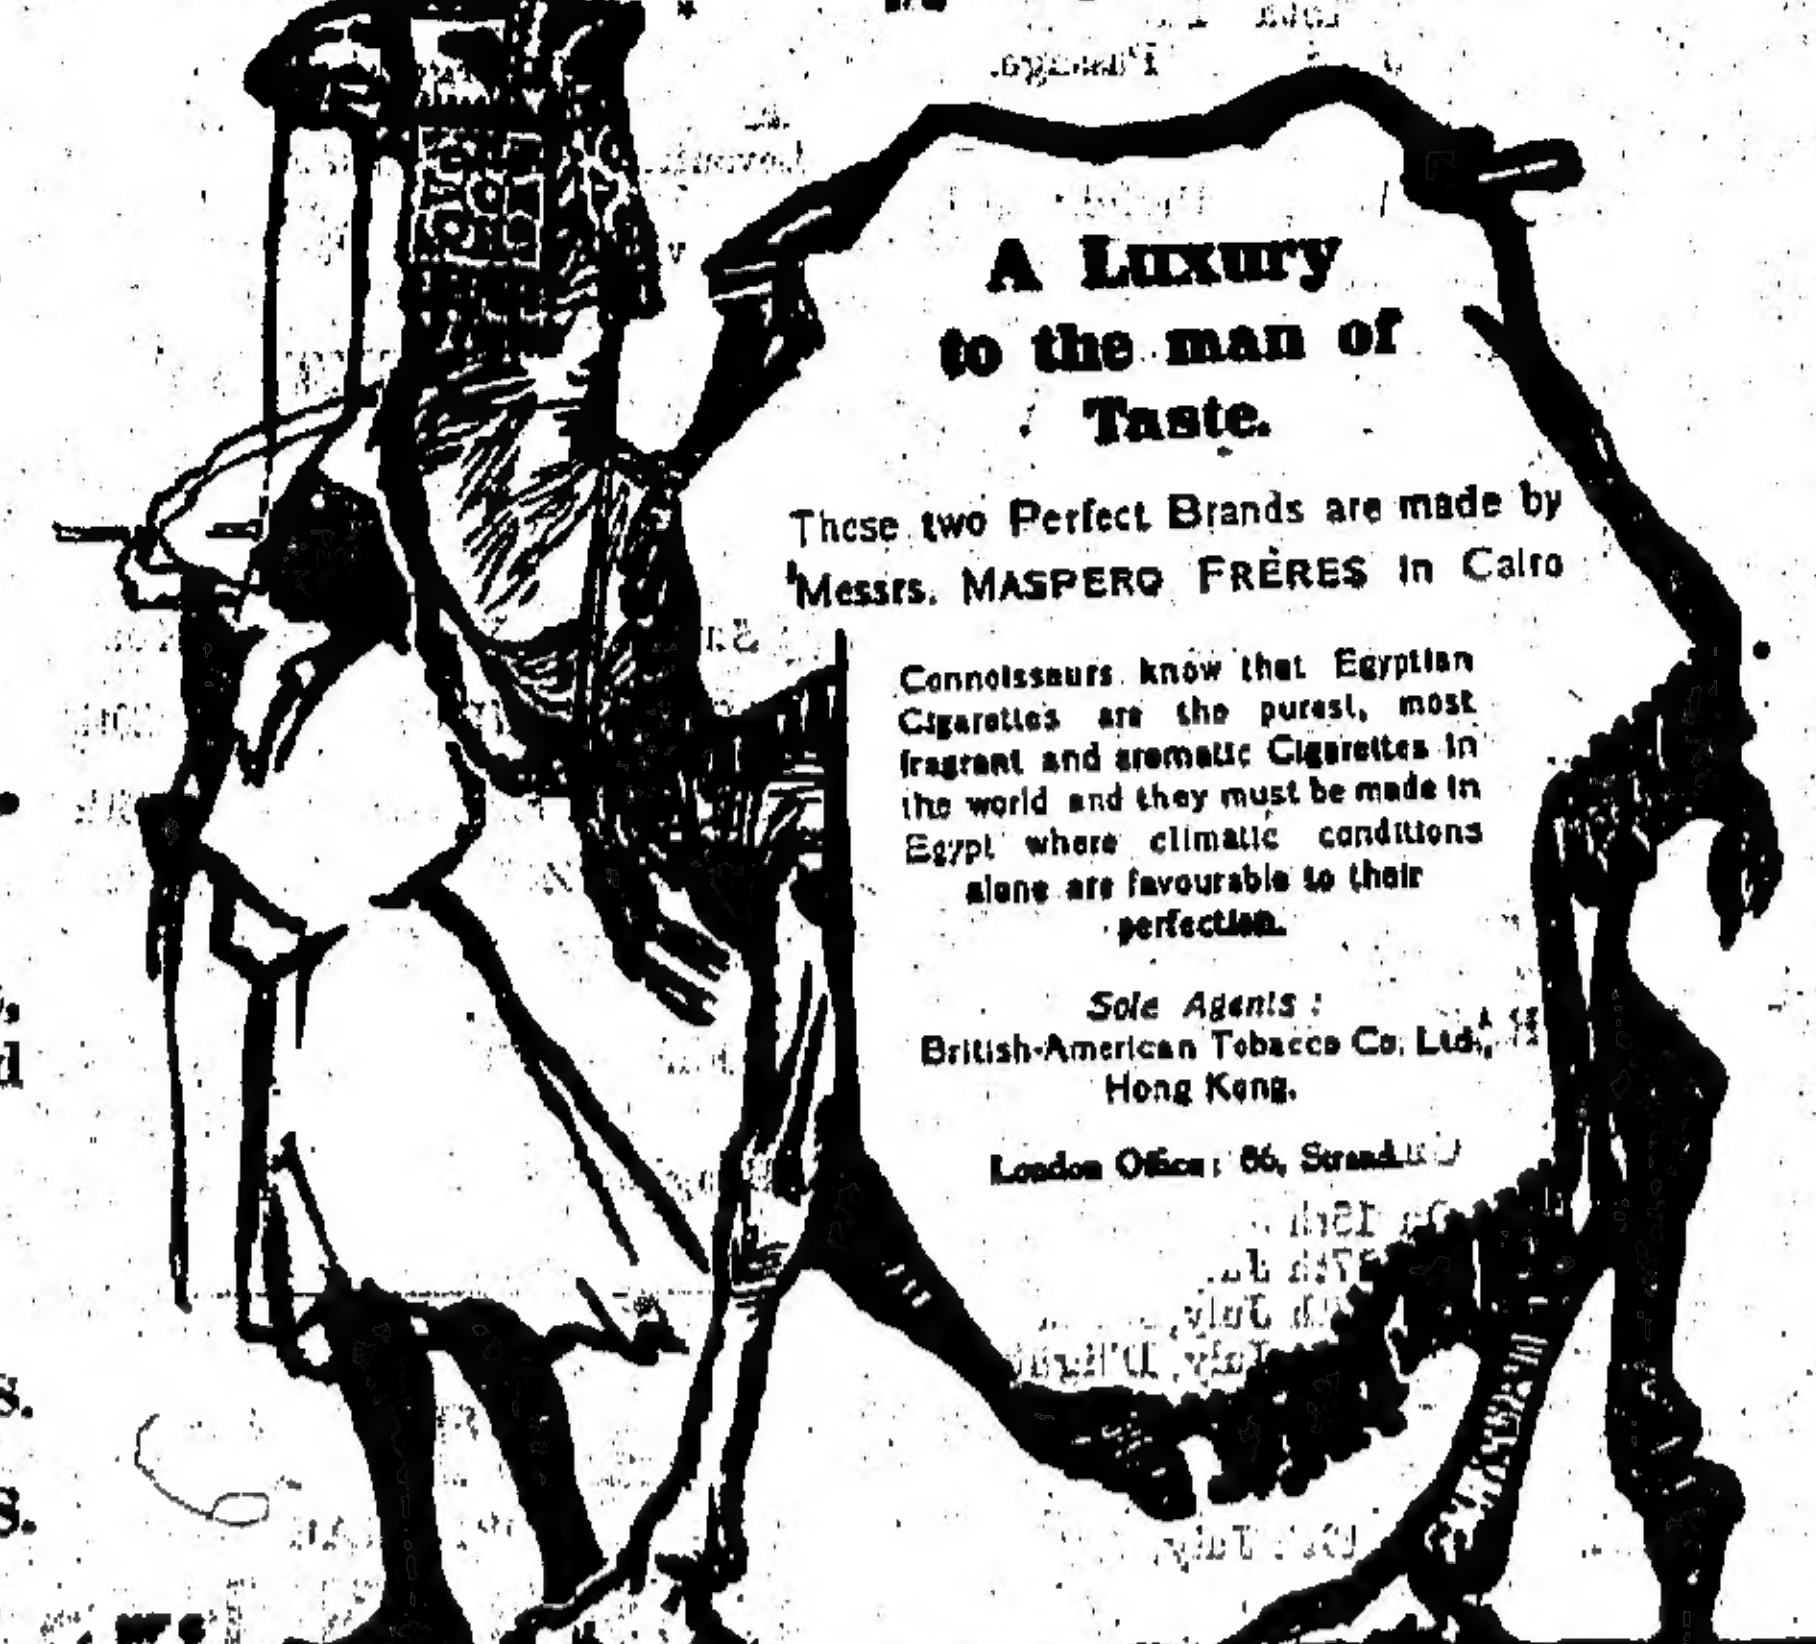 A Luxury
to the man of
Taste.
These two Perfect Brands are made by
Messrs. MASPERO FRÈRES in Cairo
Connoisseurs know that Egyptian
Cigarettes are the purest, most
fragrant and aromatic Cigarettes in
the world and they must be made in
Egypt where climatic conditions
alone are favourable to their
perfection.
Sole Agents :
British-American Tobacco Co. Ltd.,
Hong Kong.
London Office: 86, Strand.